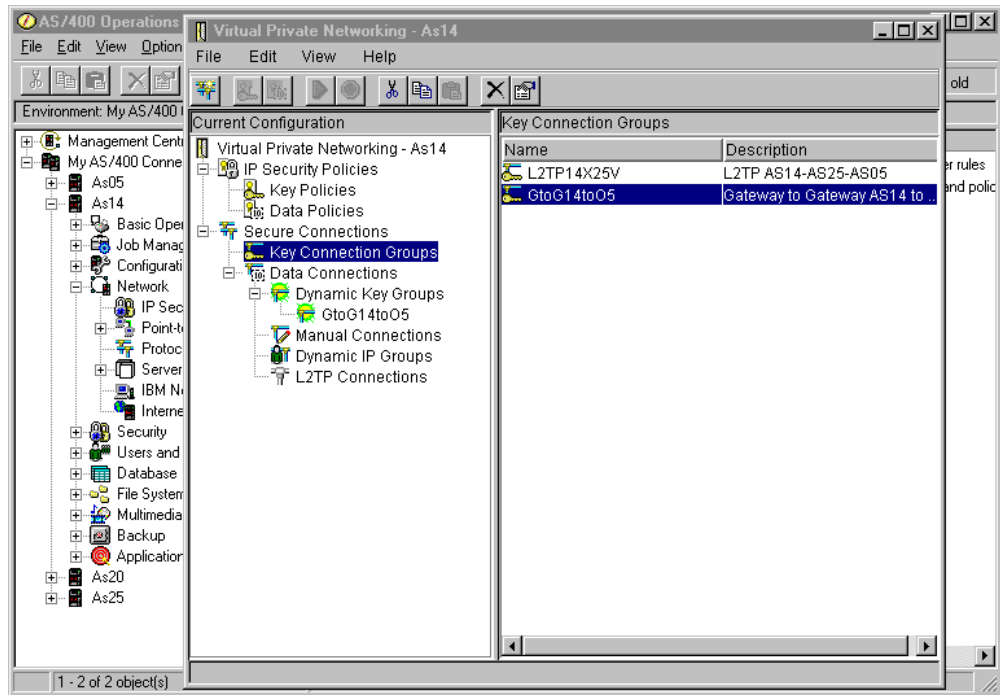 AS/400 Operations
File Edit View Option
Environment: My AS/400
Management Cent
My AS/400 Conne
As05
As14
Basic Oper
Job Manag
Configurati
Network
IP Sec
Point-t
Protoc
Server
IBM N
Interne
Security
Users and
Database
File System
Multimedia
Backup
Application
As20
As25
1 - 2 of 2 object(s)
Virtual Private Networking - As14
File Edit View Help
Current Configuration
Virtual Private Networking - As14
IP Security Policies
Key Policies
Data Policies
Secure Connections
Key Connection Groups
Data Connections
Dynamic Key Groups
GtoG14toO5
Manual Connections
Dynamic IP Groups
L2TP Connections
Key Connection Groups
Name Description
L2TP14X25V L2TP AS14-AS25-AS05
GtoG14toO5 Gateway to Gateway AS14 to ..
old
er rules
and polic